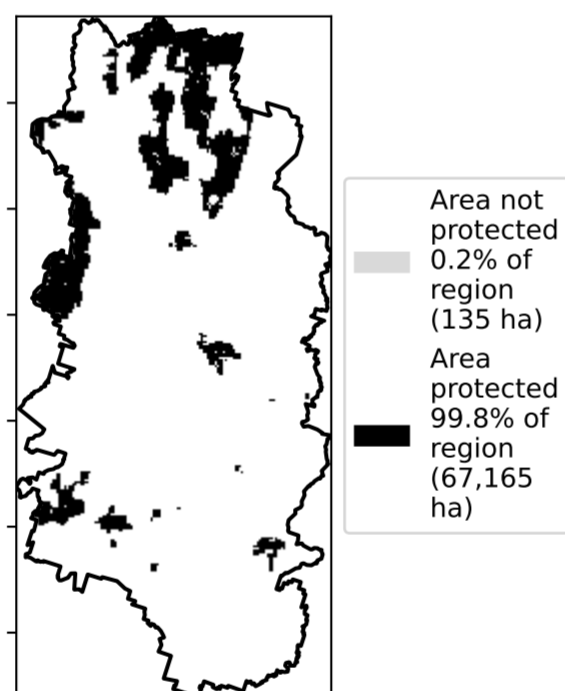 Area not
protected
0.2% of
region
(135 ha)
Area
protected
99.8% of
region
(67,165
ha)